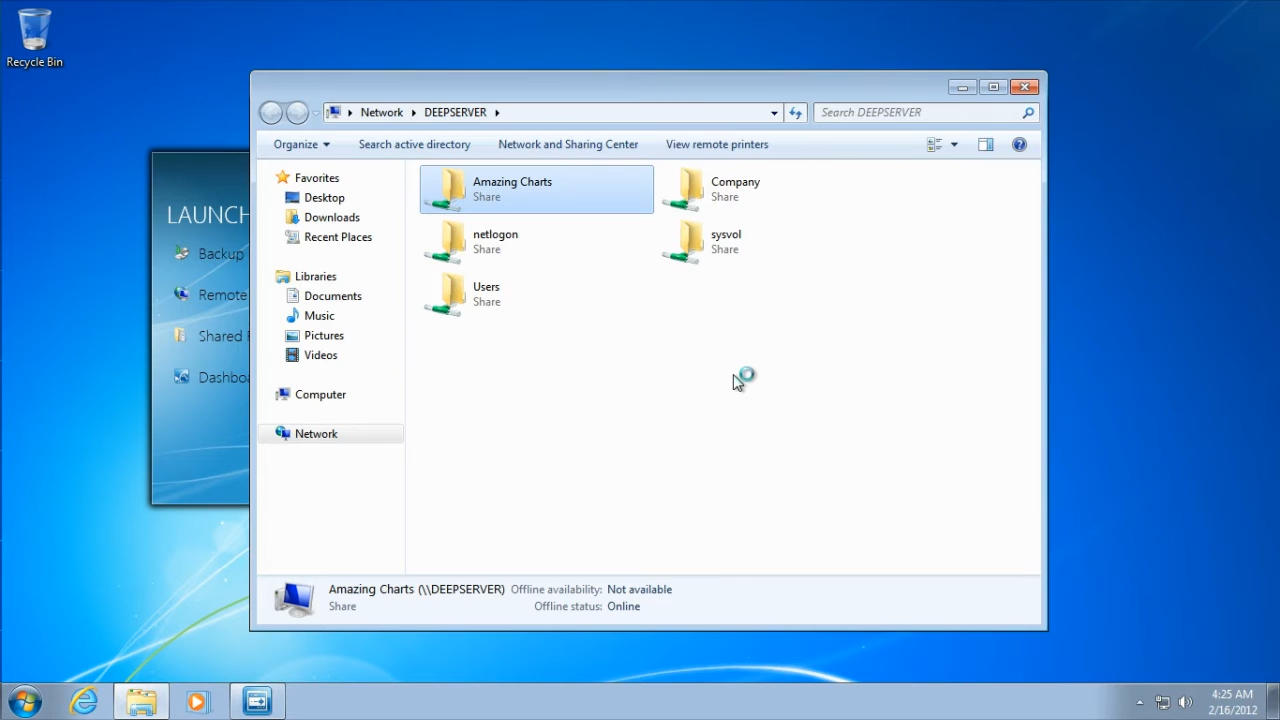 Recycle Bin
Network DEEPSERVER
Search DEEPSERVER
Organize Search active directory Network and Sharing Center View remote printers
LAUNCH
Backup
Remote
Shared F
Dashbo
Favorites
Desktop
Downloads
Recent Places
Libraries
Documents
Music
Pictures
Videos
Computer
Network
Amazing Charts
Share
Company
Share
netlogon
Share
sysvol
Share
Users
Share
Amazing Charts (\\DEEPSERVER) Offline availability: Not available
Share Offline status: Online
4:25 AM
2/16/2012